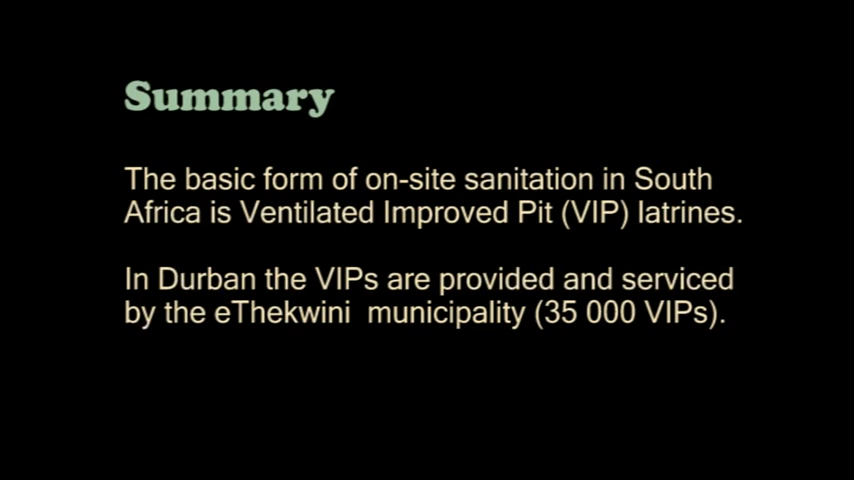 Summary
The basic form of on-site sanitation in South
Africa is Ventilated Improved Pit (VIP) latrines.
In Durban the VIPs are provided and serviced
by the eThekwini  municipality (35 000 VIPs).